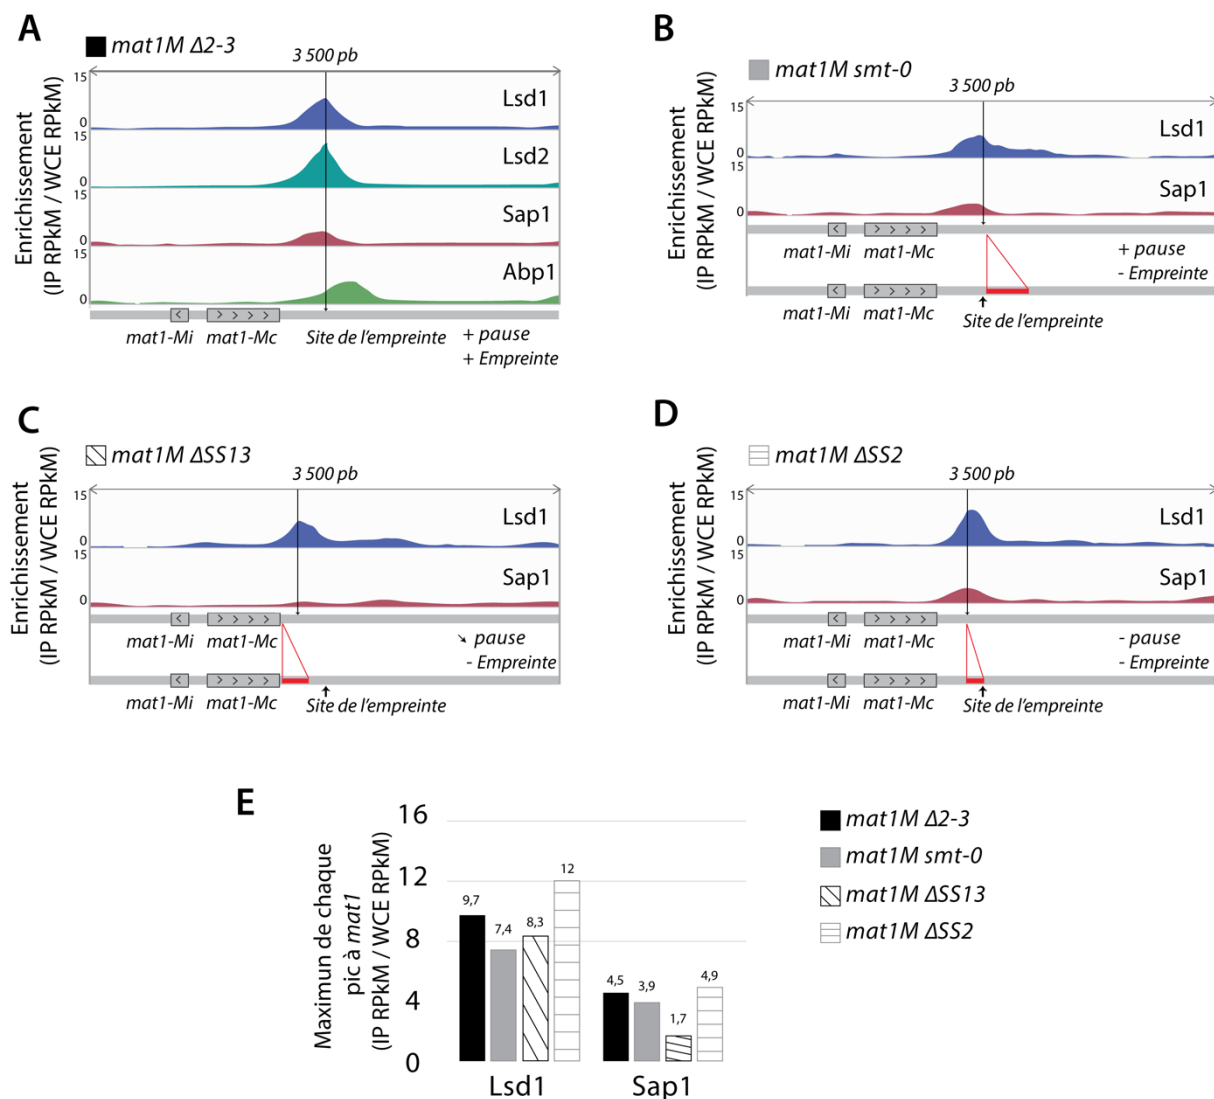 A
mat1M Δ2-3
3 500 pb
Enrichissement
(IP RPkM / WCE RPkM)
15
Lsd1
0
15
Lsd2
0
15
Sap1
0
15
Abp1
0
mat1-Mi
mat1-Mc
Site de l'empreinte
+ pause
+ Empreinte
B
mat1M smt-0
3 500 pb
Enrichissement
(IP RPkM / WCE RPkM)
15
Lsd1
0
15
Sap1
0
mat1-Mi
mat1-Mc
+ pause
- Empreinte
mat1-Mi
mat1-Mc
Site de l'empreinte
C
mat1M ΔSS13
3 500 pb
Enrichissement
(IP RPkM / WCE RPkM)
15
Lsd1
0
15
Sap1
0
mat1-Mi
mat1-Mc
↘ pause
- Empreinte
mat1-Mi
mat1-Mc
Site de l'empreinte
D
mat1M ΔSS2
3 500 pb
Enrichissement
(IP RPkM / WCE RPkM)
15
Lsd1
0
15
Sap1
0
mat1-Mi
mat1-Mc
- pause
- Empreinte
mat1-Mi
mat1-Mc
Site de l'empreinte
E
Maximun de chaque
pic à mat1
(IP RPkM / WCE RPkM)
16
12
8
4
0
9,7
7,4
8,3
12
4,5
3,9
1,7
4,9
Lsd1
Sap1
mat1M Δ2-3
mat1M smt-0
mat1M ΔSS13
mat1M ΔSS2